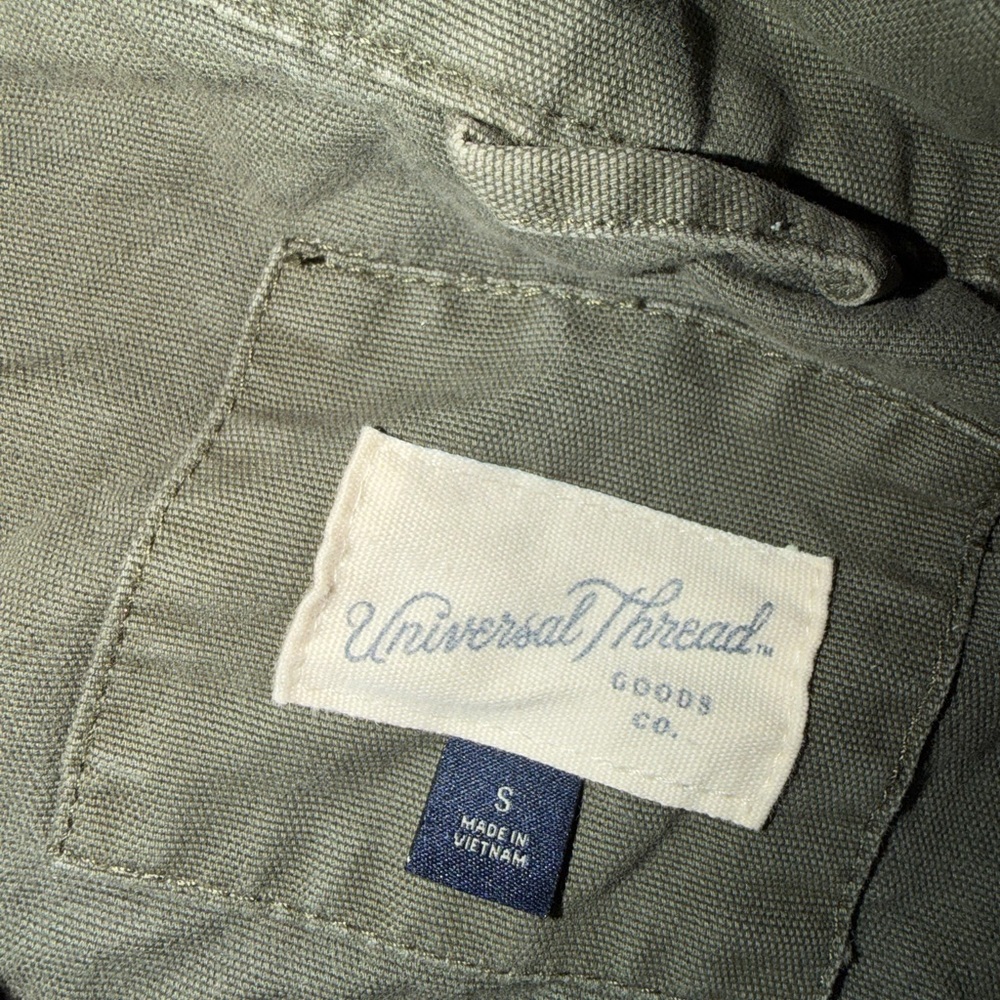 Universal Thread™
GOODS
CO.
S
MADE IN
VIETNAM